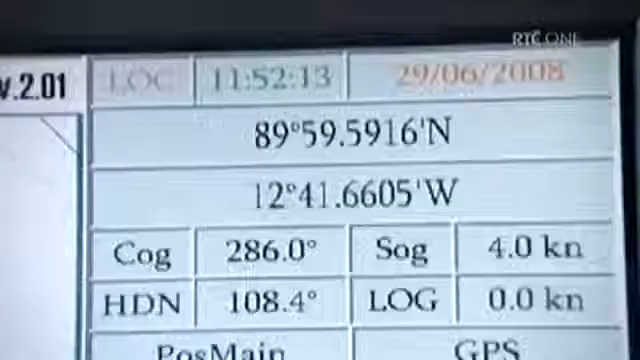 RTÉ ONE
v.2.01
LOC 11:52:13 29/06/2008
89°59.5916'N
12°41.6605'W
Cog 286.0° Sog 4.0 kn
HDN 108.4° LOG 0.0 kn
PosMain GPS